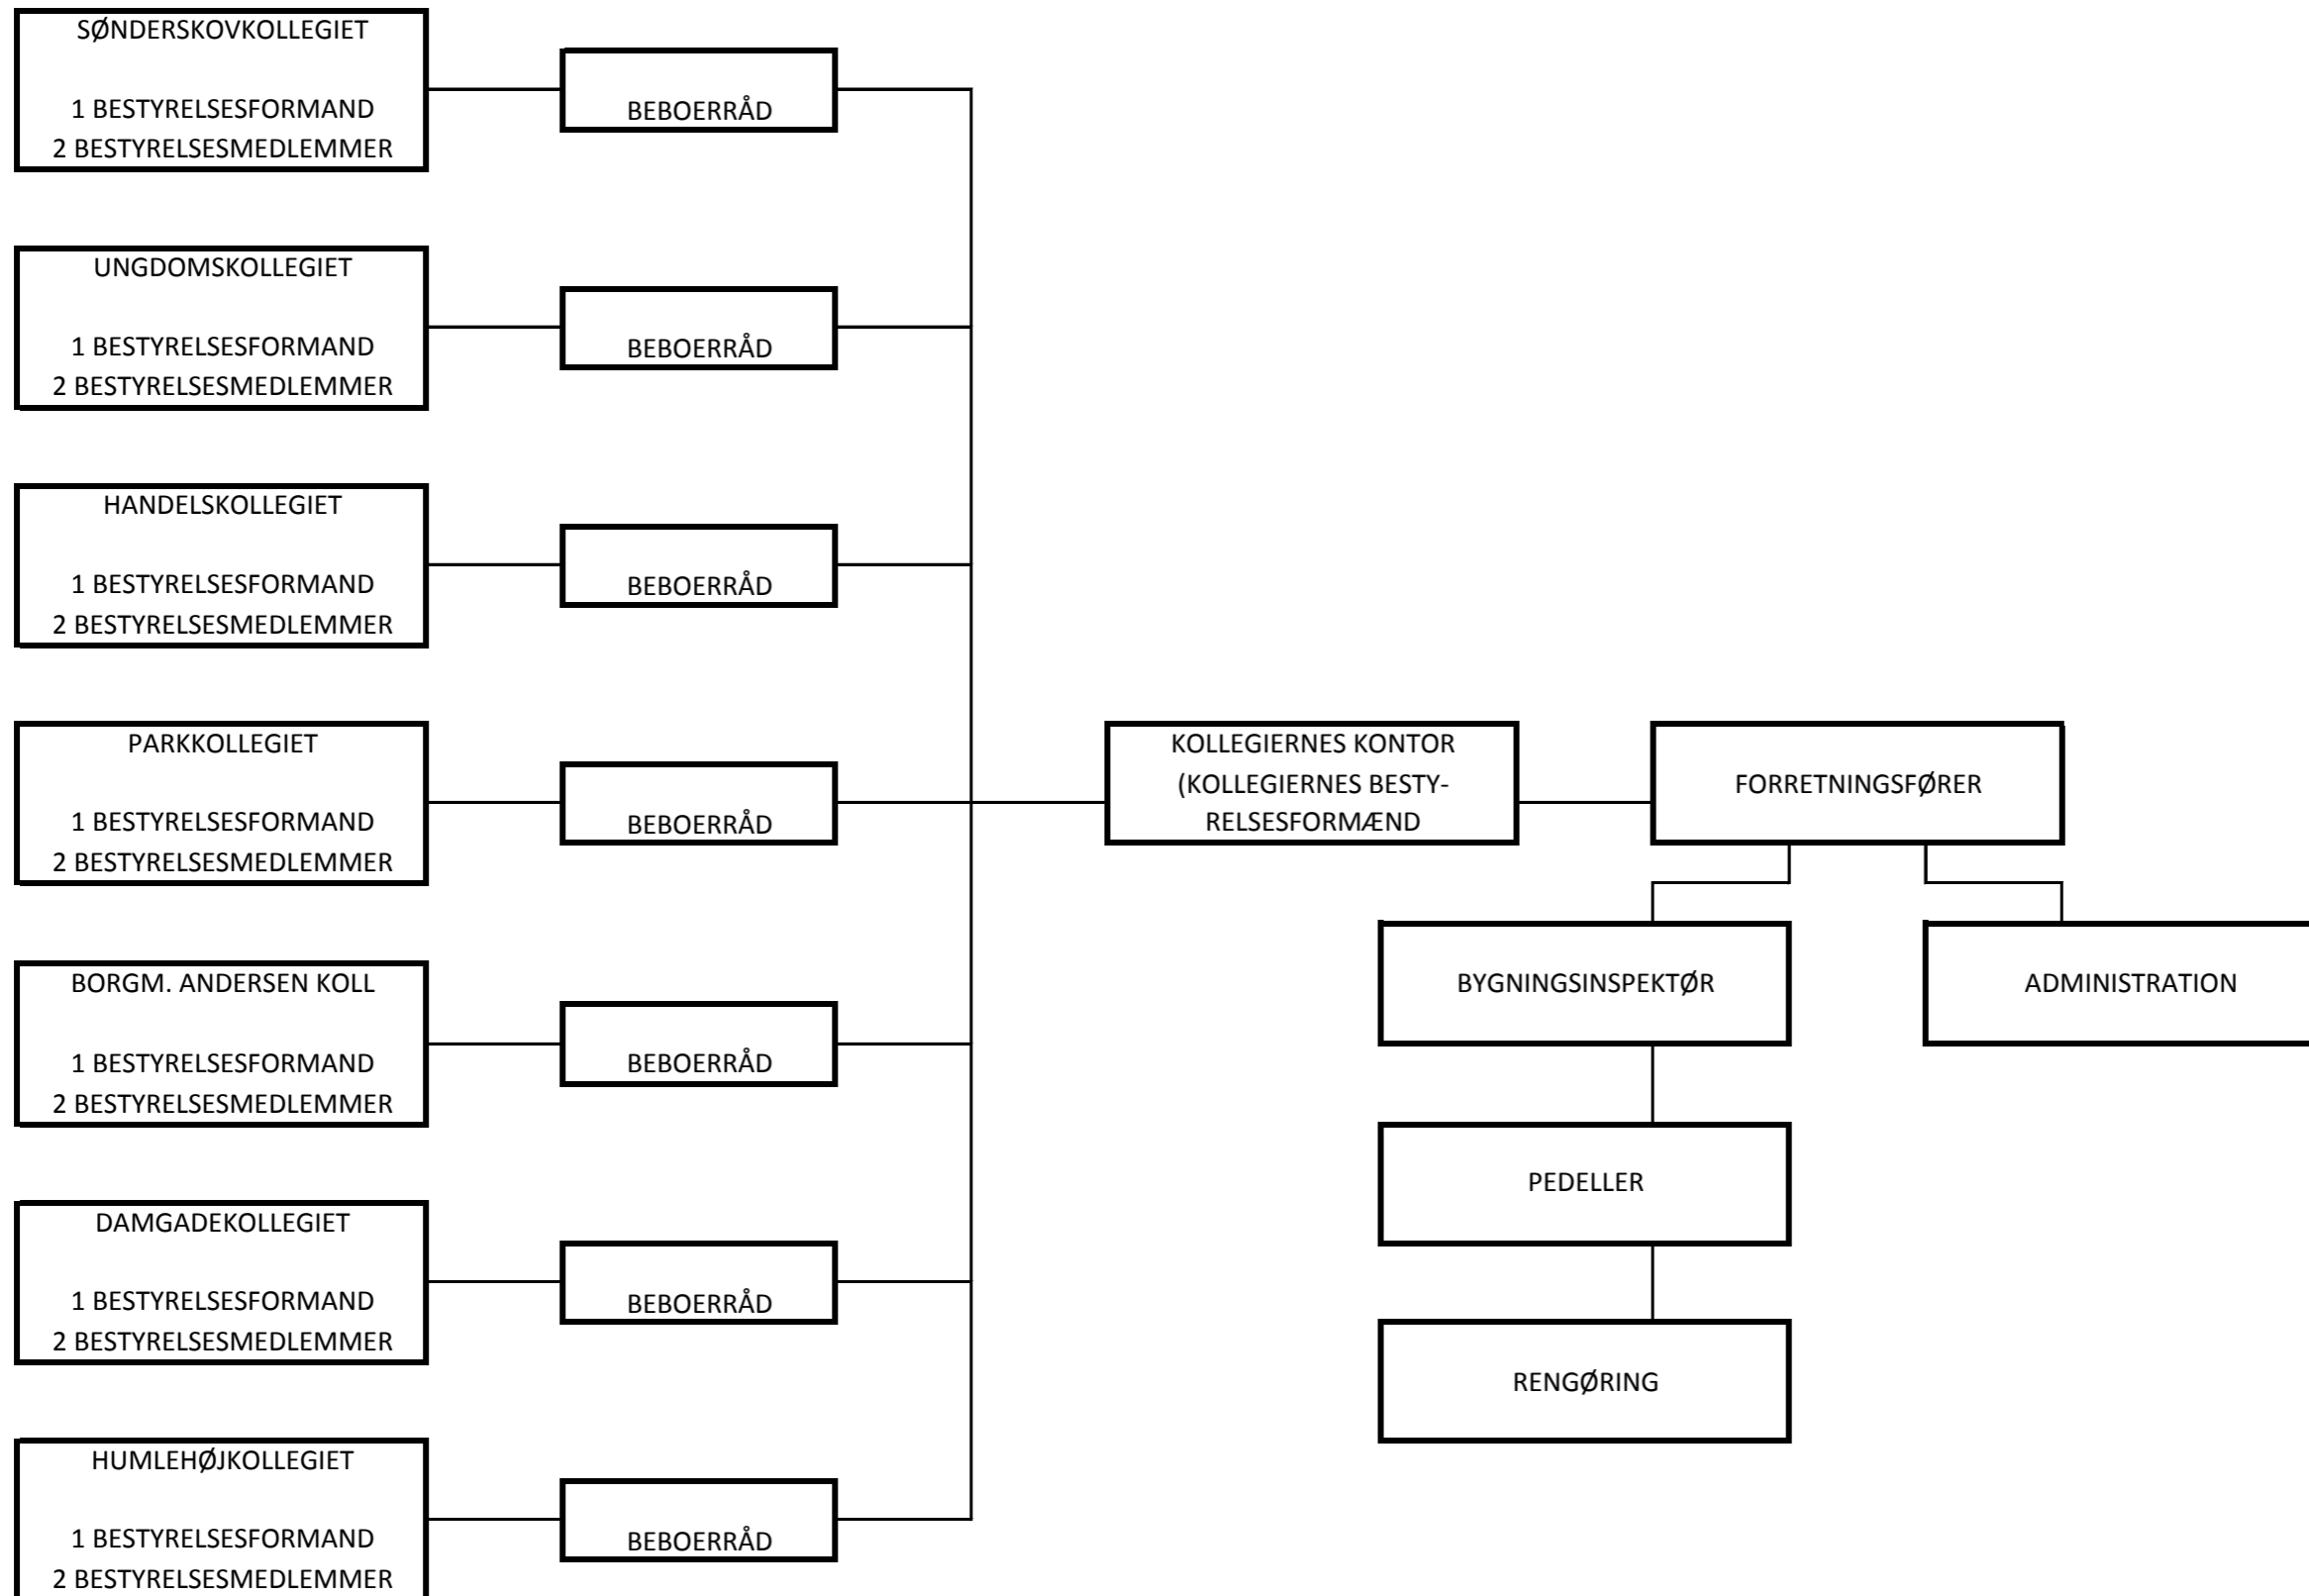 SØNDERSKOVKOLLEGIET
1 BESTYRELSESFORMAND
2 BESTYRELSESMEDLEMMER
BEBOERRÅD
UNGDOMSKOLLEGIET
1 BESTYRELSESFORMAND
2 BESTYRELSESMEDLEMMER
BEBOERRÅD
HANDELSKOLLEGIET
1 BESTYRELSESFORMAND
2 BESTYRELSESMEDLEMMER
BEBOERRÅD
PARKKOLLEGIET
1 BESTYRELSESFORMAND
2 BESTYRELSESMEDLEMMER
BEBOERRÅD
BORGM. ANDERSEN KOLL
1 BESTYRELSESFORMAND
2 BESTYRELSESMEDLEMMER
BEBOERRÅD
DAMGADEKOLLEGIET
1 BESTYRELSESFORMAND
2 BESTYRELSESMEDLEMMER
BEBOERRÅD
HUMLEHØJKOLLEGIET
1 BESTYRELSESFORMAND
2 BESTYRELSESMEDLEMMER
BEBOERRÅD
KOLLEGIERNES KONTOR
(KOLLEGIERNES BESTY-
RELSESFORMÆND
FORRETNINGSFØRER
BYGNINGSINSPEKTØR
ADMINISTRATION
PEDELLER
RENGØRING